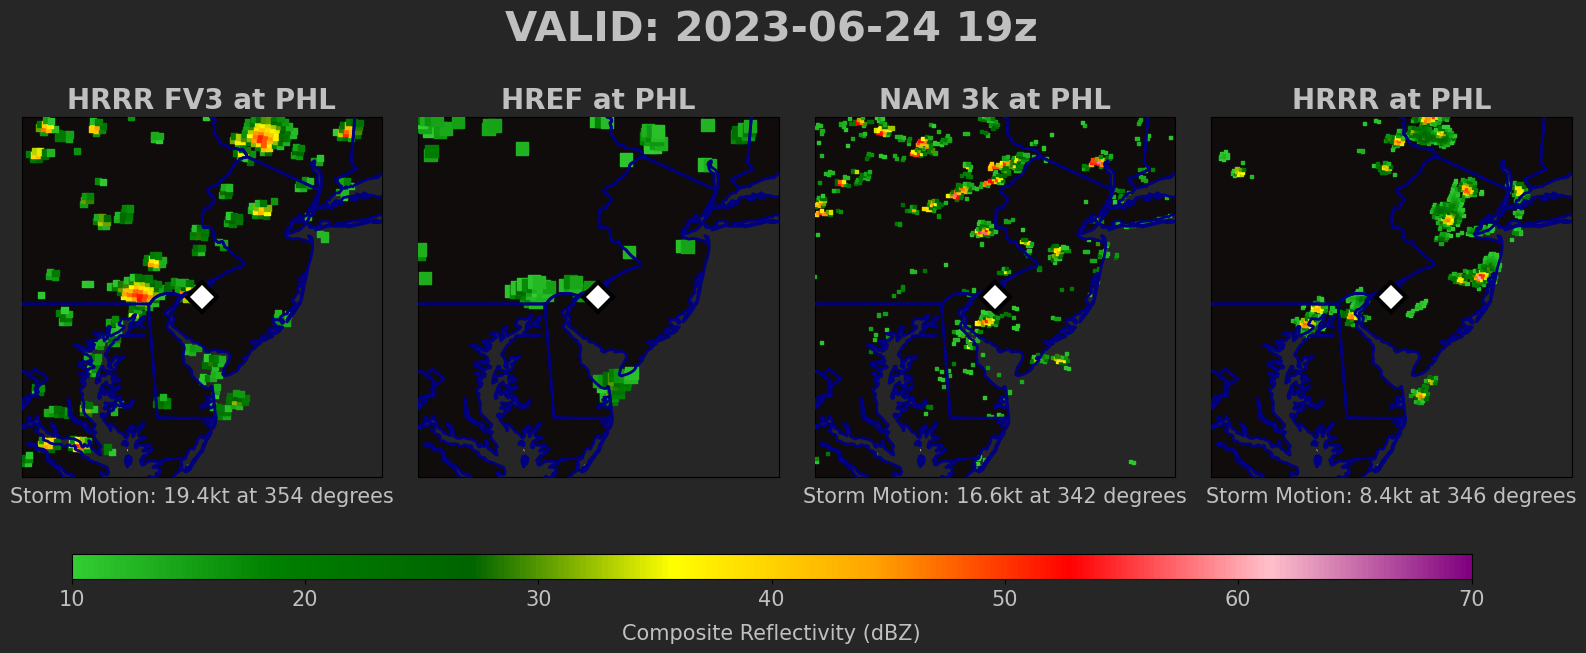 VALID: 2023-06-24 19z
HRRR FV3 at PHL
HREF at PHL
NAM 3k at PHL
HRRR at PHL
Storm Motion: 19.4kt at 354 degrees
Storm Motion: 16.6kt at 342 degrees
Storm Motion: 8.4kt at 346 degrees
10 20 30 40 50 60 70
Composite Reflectivity (dBZ)